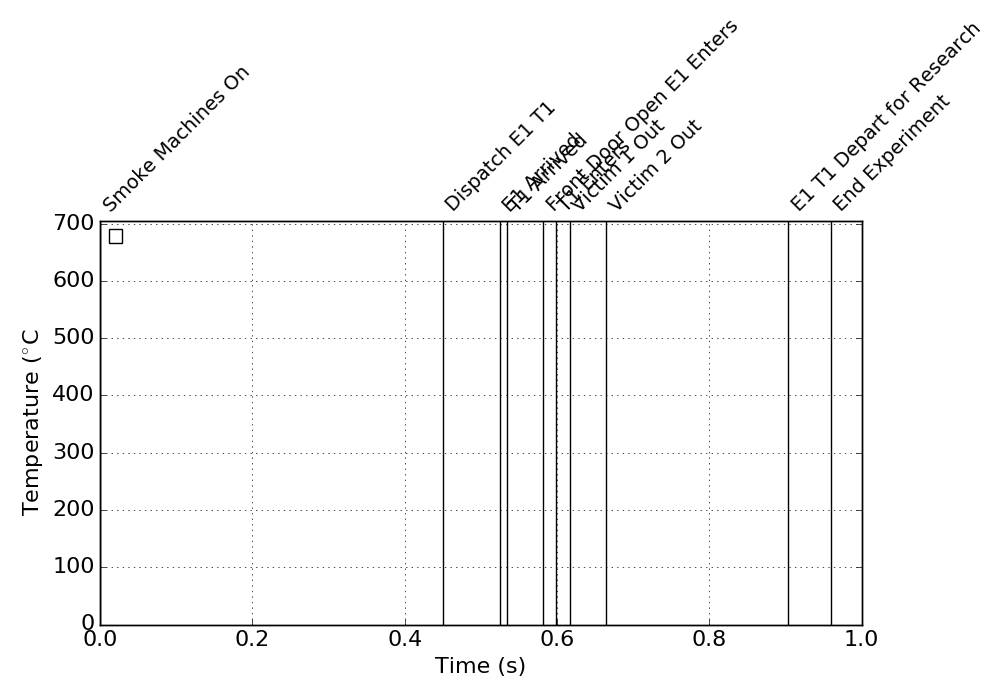 Smoke Machines On
Dispatch E1 T1
E1 Arrived
T1 Arrived
Front Door Open E1 Enters
T1 Enters
Victim 1 Out
Victim 2 Out
E1 T1 Depart for Research
End Experiment
700
600
500
400
300
200
100
0
Temperature (°C
0.0 0.2 0.4 0.6 0.8 1.0
Time (s)